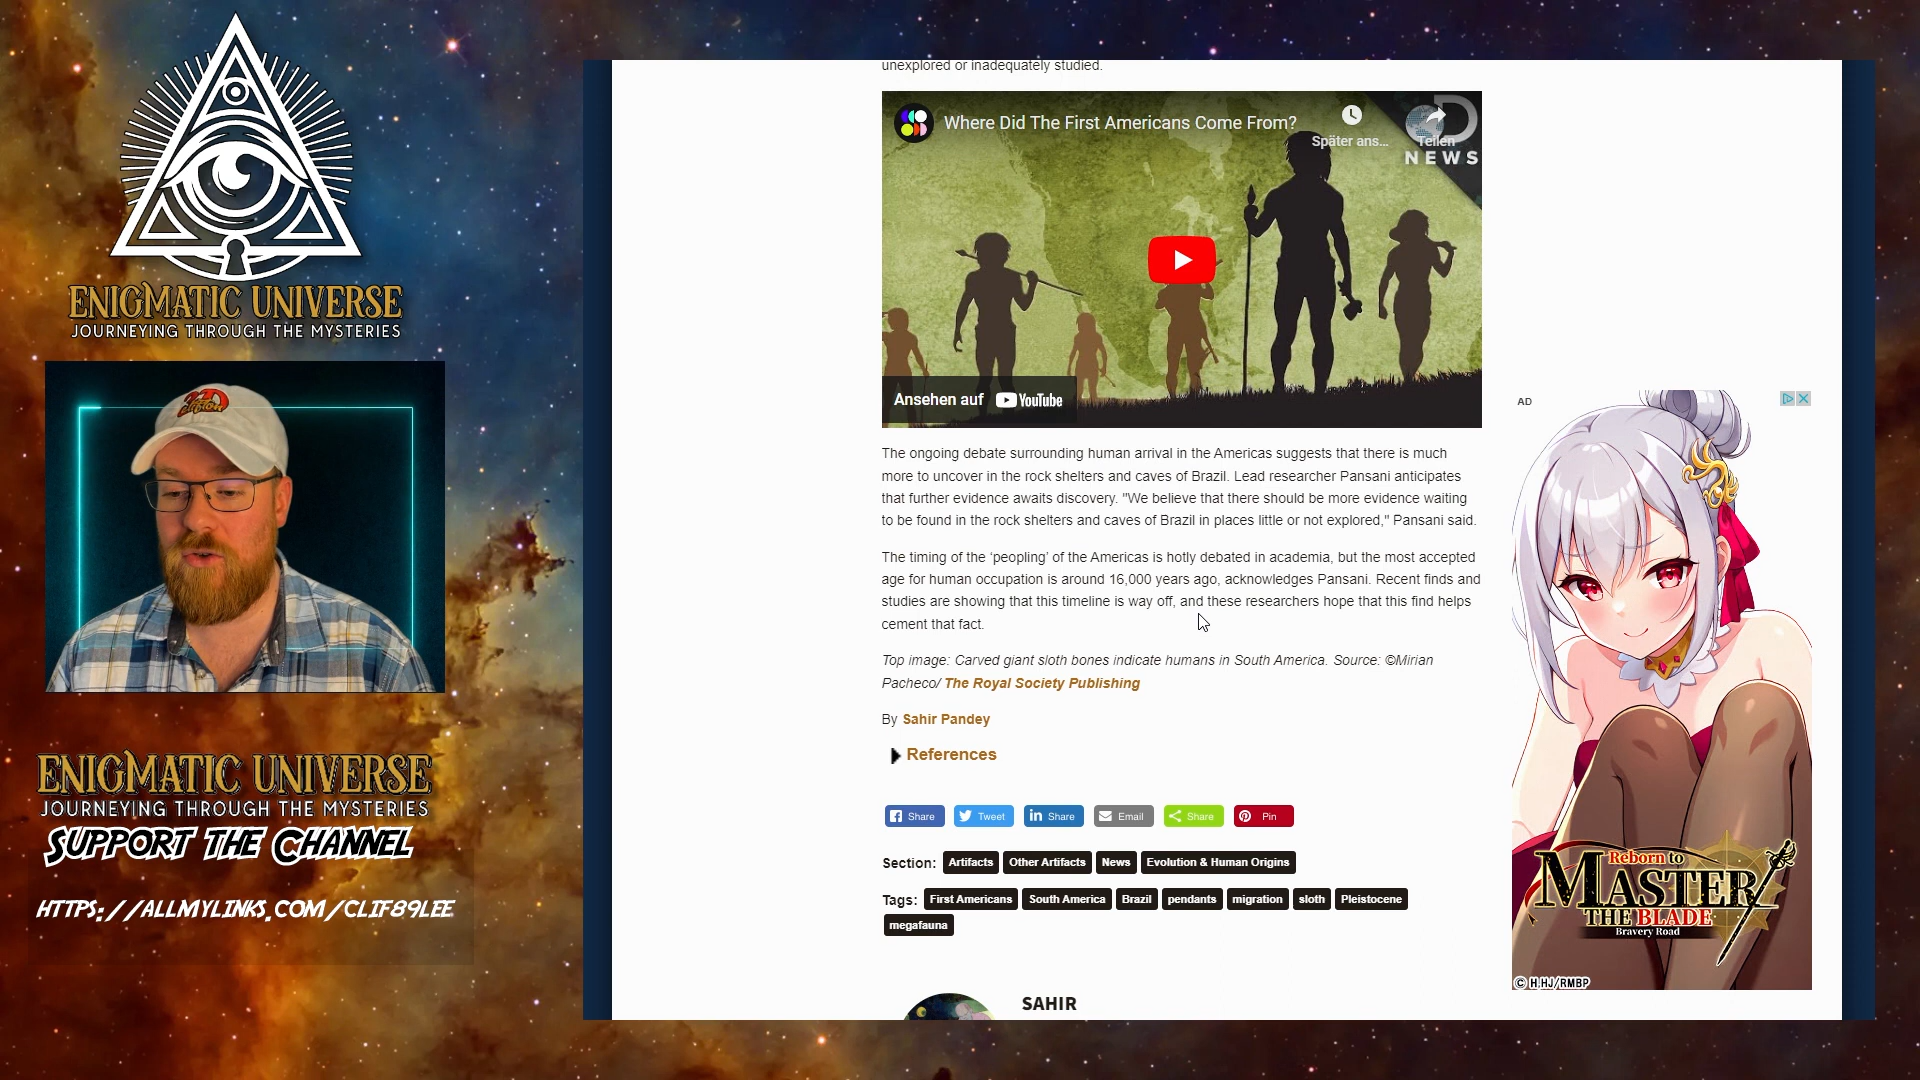 ENIGMATIC UNIVERSE
JOURNEYING THROUGH THE MYSTERIES
ENIGMATIC UNIVERSE
JOURNEYING THROUGH THE MYSTERIES
SUPPORT THE CHANNEL
HTTPS://ALLMYLINKS.COM/CLIF89LEE
unexplored or inadequately studied.
Where Did The First Americans Come From?
Später ans...
Teilen
D
NEWS
Ansehen auf YouTube
The ongoing debate surrounding human arrival in the Americas suggests that there is much
more to uncover in the rock shelters and caves of Brazil. Lead researcher Pansani anticipates
that further evidence awaits discovery. "We believe that there should be more evidence waiting
to be found in the rock shelters and caves of Brazil in places little or not explored," Pansani said.
The timing of the ‘peopling’ of the Americas is hotly debated in academia, but the most accepted
age for human occupation is around 16,000 years ago, acknowledges Pansani. Recent finds and
studies are showing that this timeline is way off, and these researchers hope that this find helps
cement that fact.
Top image: Carved giant sloth bones indicate humans in South America. Source: ©Mirian
Pacheco/ The Royal Society Publishing
By Sahir Pandey
References
Share Tweet Share Email Share Pin
Section: Artifacts Other Artifacts News Evolution & Human Origins
Tags: First Americans South America Brazil pendants migration sloth Pleistocene
megafauna
SAHIR
AD
Reborn to
MASTER
THE BLADE
Bravery Road
© H.HJ/RMBP